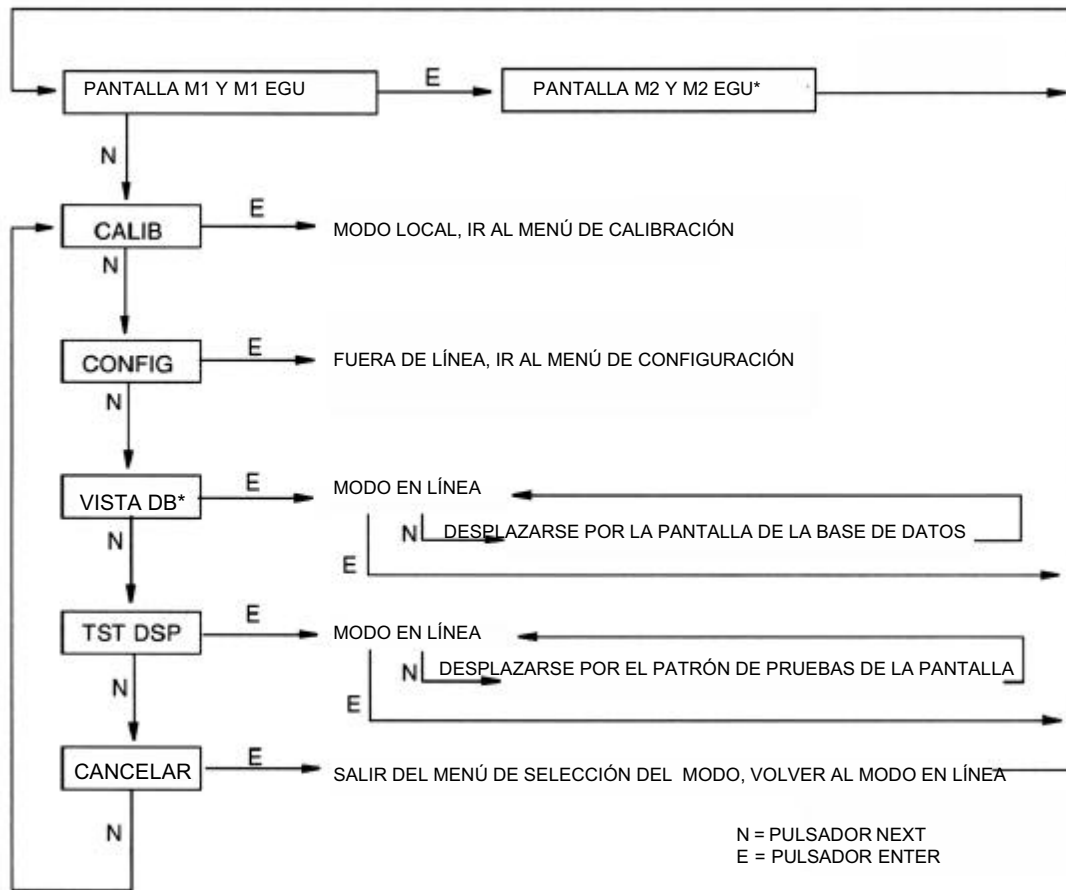 PANTALLA M1 Y M1 EGU
E
PANTALLA M2 Y M2 EGU*
N
CALIB
E
MODO LOCAL, IR AL MENÚ DE CALIBRACIÓN
N
CONFIG
E
FUERA DE LÍNEA, IR AL MENÚ DE CONFIGURACIÓN
N
VISTA DB*
E
MODO EN LÍNEA
N
DESPLAZARSE POR LA PANTALLA DE LA BASE DE DATOS
E
N
TST DSP
E
MODO EN LÍNEA
N
DESPLAZARSE POR EL PATRÓN DE PRUEBAS DE LA PANTALLA
E
N
CANCELAR
E
SALIR DEL MENÚ DE SELECCIÓN DEL MODO, VOLVER AL MODO EN LÍNEA
N
N = PULSADOR NEXT
E = PULSADOR ENTER